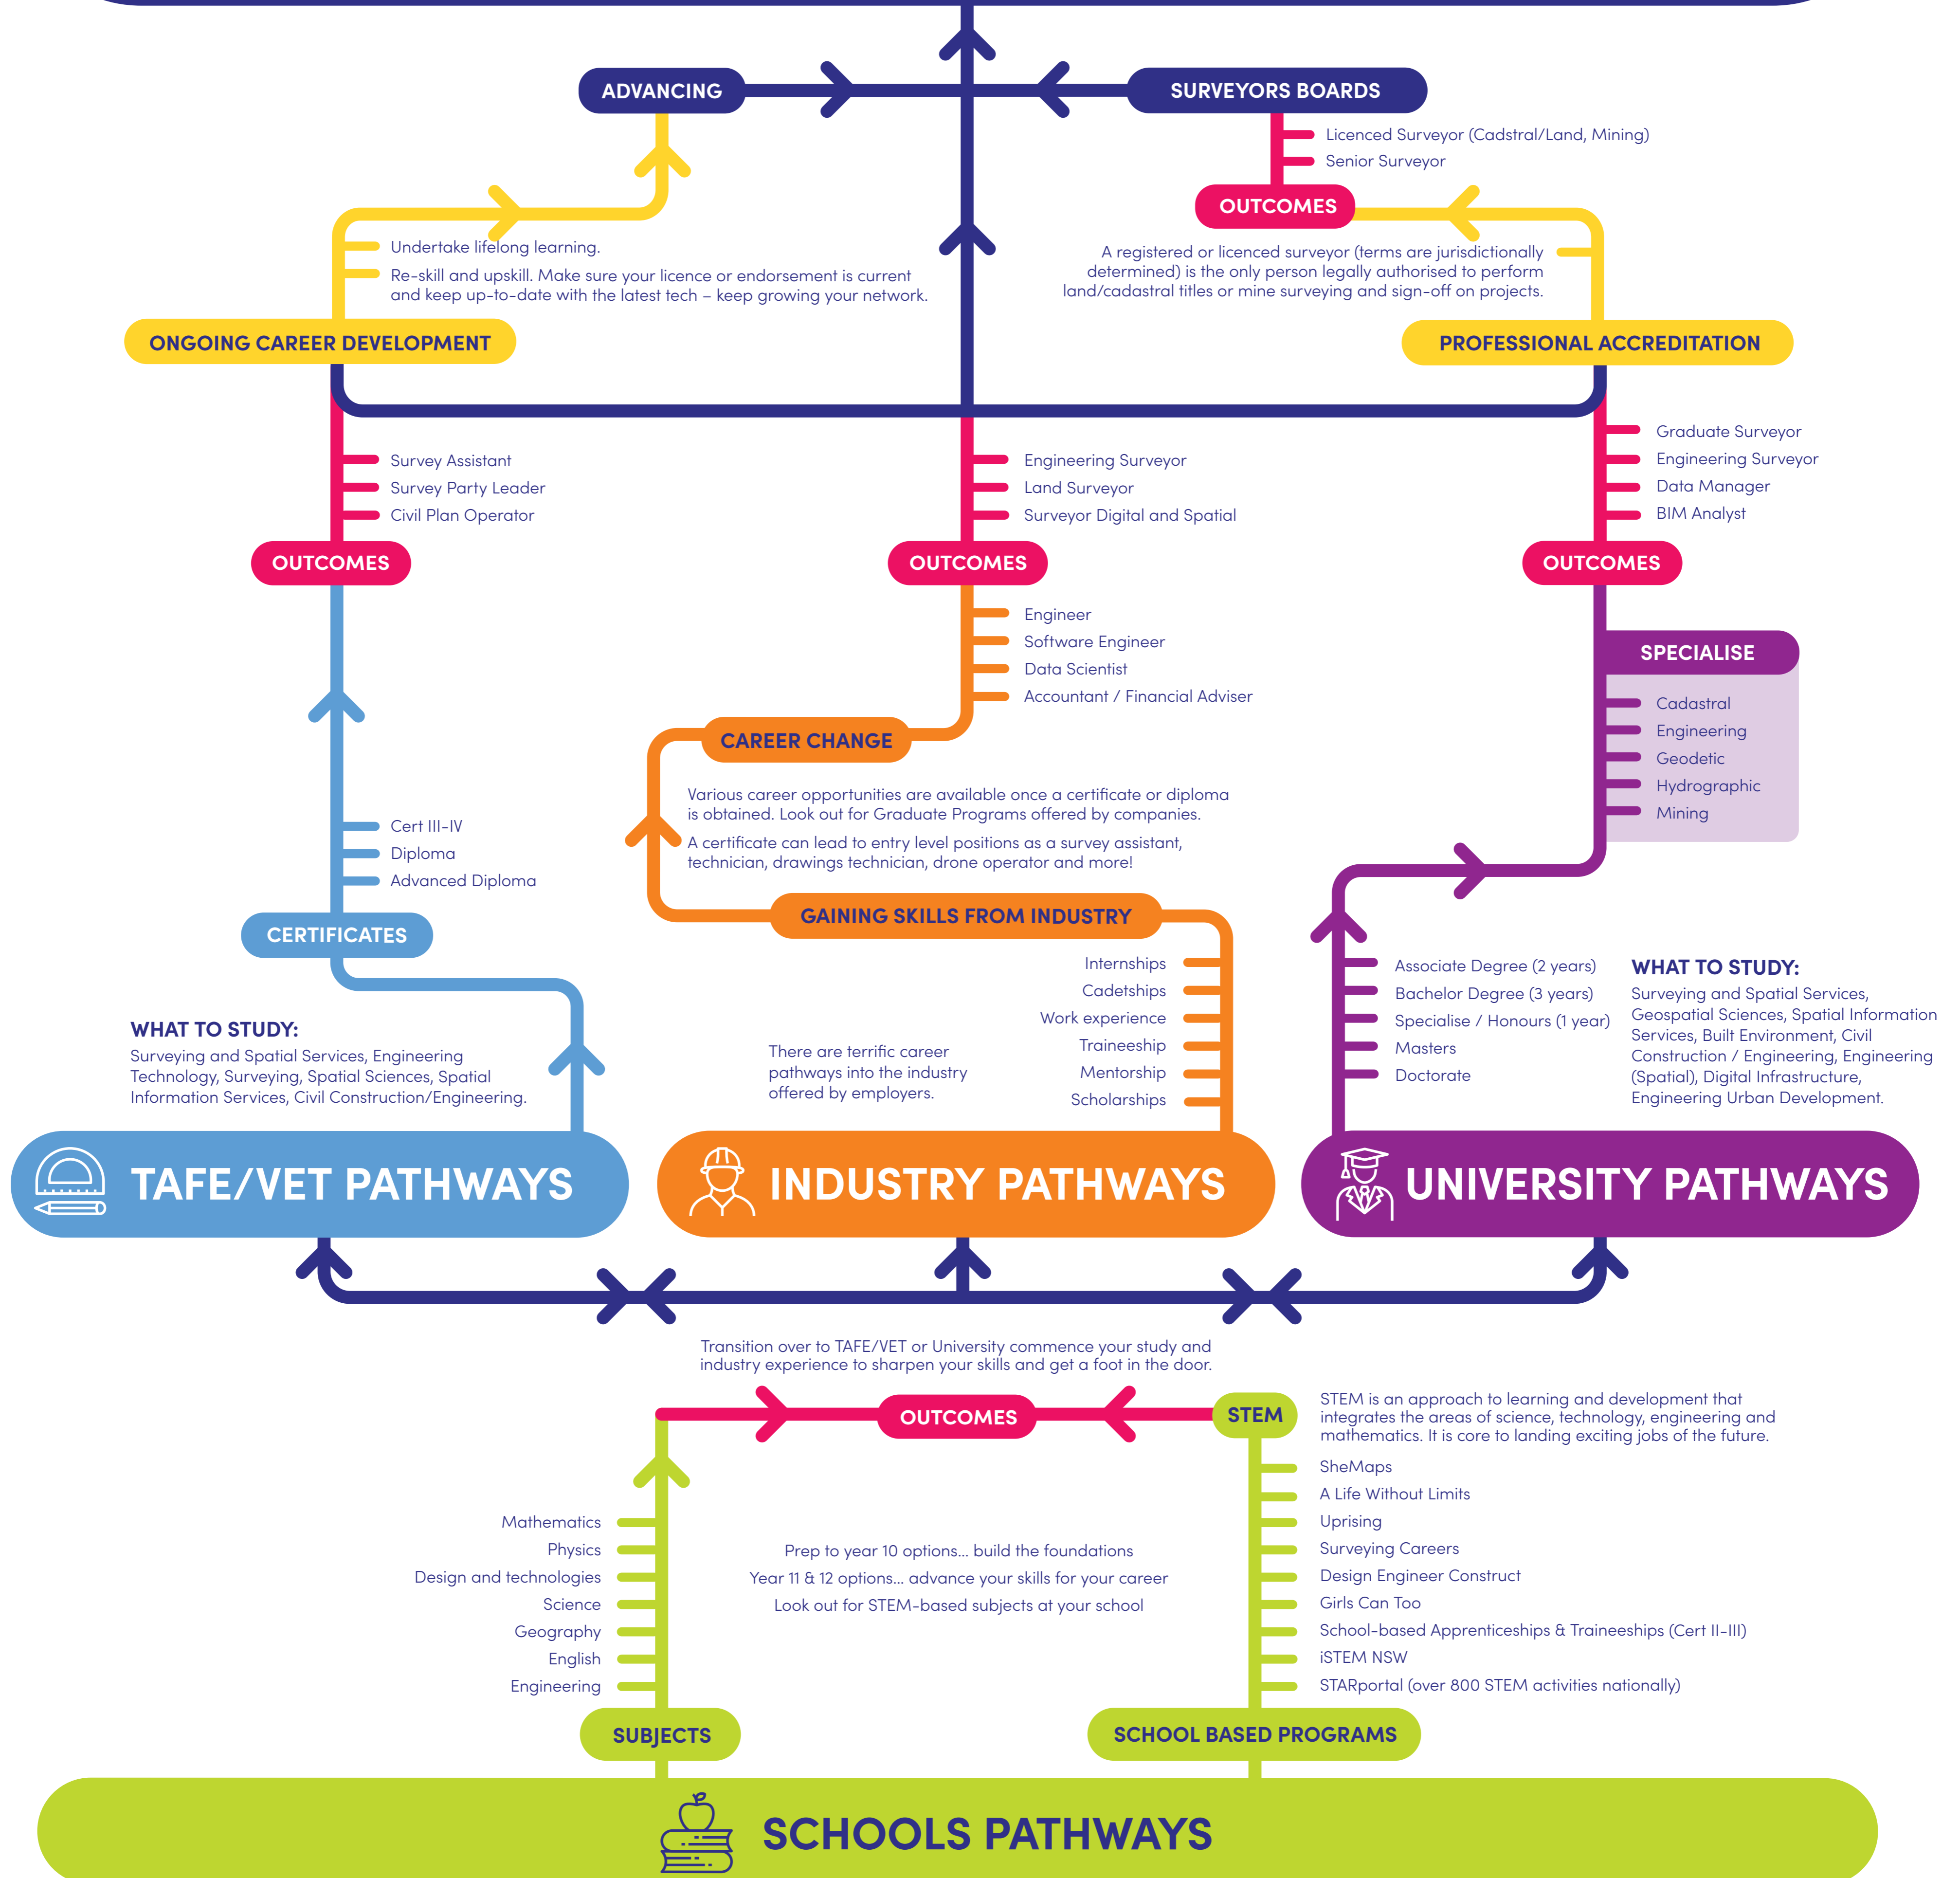 ADVANCING
SURVEYORS BOARDS
Licenced Surveyor (Cadstral/Land, Mining)
Senior Surveyor
OUTCOMES
Undertake lifelong learning.
Re-skill and upskill. Make sure your licence or endorsement is current
and keep up-to-date with the latest tech – keep growing your network.
A registered or licenced surveyor (terms are jurisdictionally
determined) is the only person legally authorised to perform
land/cadastral titles or mine surveying and sign-off on projects.
ONGOING CAREER DEVELOPMENT
PROFESSIONAL ACCREDITATION
Survey Assistant
Survey Party Leader
Civil Plan Operator
OUTCOMES
Engineering Surveyor
Land Surveyor
Surveyor Digital and Spatial
OUTCOMES
Graduate Surveyor
Engineering Surveyor
Data Manager
BIM Analyst
OUTCOMES
Engineer
Software Engineer
Data Scientist
Accountant / Financial Adviser
CAREER CHANGE
SPECIALISE
Cadastral
Engineering
Geodetic
Hydrographic
Mining
Various career opportunities are available once a certificate or diploma
is obtained. Look out for Graduate Programs offered by companies.
A certificate can lead to entry level positions as a survey assistant,
technician, drawings technician, drone operator and more!
Cert III-IV
Diploma
Advanced Diploma
CERTIFICATES
GAINING SKILLS FROM INDUSTRY
Internships
Cadetships
Work experience
Traineeship
Mentorship
Scholarships
There are terrific career
pathways into the industry
offered by employers.
Associate Degree (2 years)
Bachelor Degree (3 years)
Specialise / Honours (1 year)
Masters
Doctorate
WHAT TO STUDY:
Surveying and Spatial Services,
Geospatial Sciences, Spatial Information
Services, Built Environment, Civil
Construction / Engineering, Engineering
(Spatial), Digital Infrastructure,
Engineering Urban Development.
WHAT TO STUDY:
Surveying and Spatial Services, Engineering
Technology, Surveying, Spatial Sciences, Spatial
Information Services, Civil Construction/Engineering.
TAFE/VET PATHWAYS
INDUSTRY PATHWAYS
UNIVERSITY PATHWAYS
Transition over to TAFE/VET or University commence your study and
industry experience to sharpen your skills and get a foot in the door.
OUTCOMES
STEM
STEM is an approach to learning and development that
integrates the areas of science, technology, engineering and
mathematics. It is core to landing exciting jobs of the future.
SheMaps
A Life Without Limits
Uprising
Surveying Careers
Design Engineer Construct
Girls Can Too
School-based Apprenticeships & Traineeships (Cert II-III)
iSTEM NSW
STARportal (over 800 STEM activities nationally)
Mathematics
Physics
Design and technologies
Science
Geography
English
Engineering
Prep to year 10 options... build the foundations
Year 11 & 12 options... advance your skills for your career
Look out for STEM-based subjects at your school
SUBJECTS
SCHOOL BASED PROGRAMS
SCHOOLS PATHWAYS